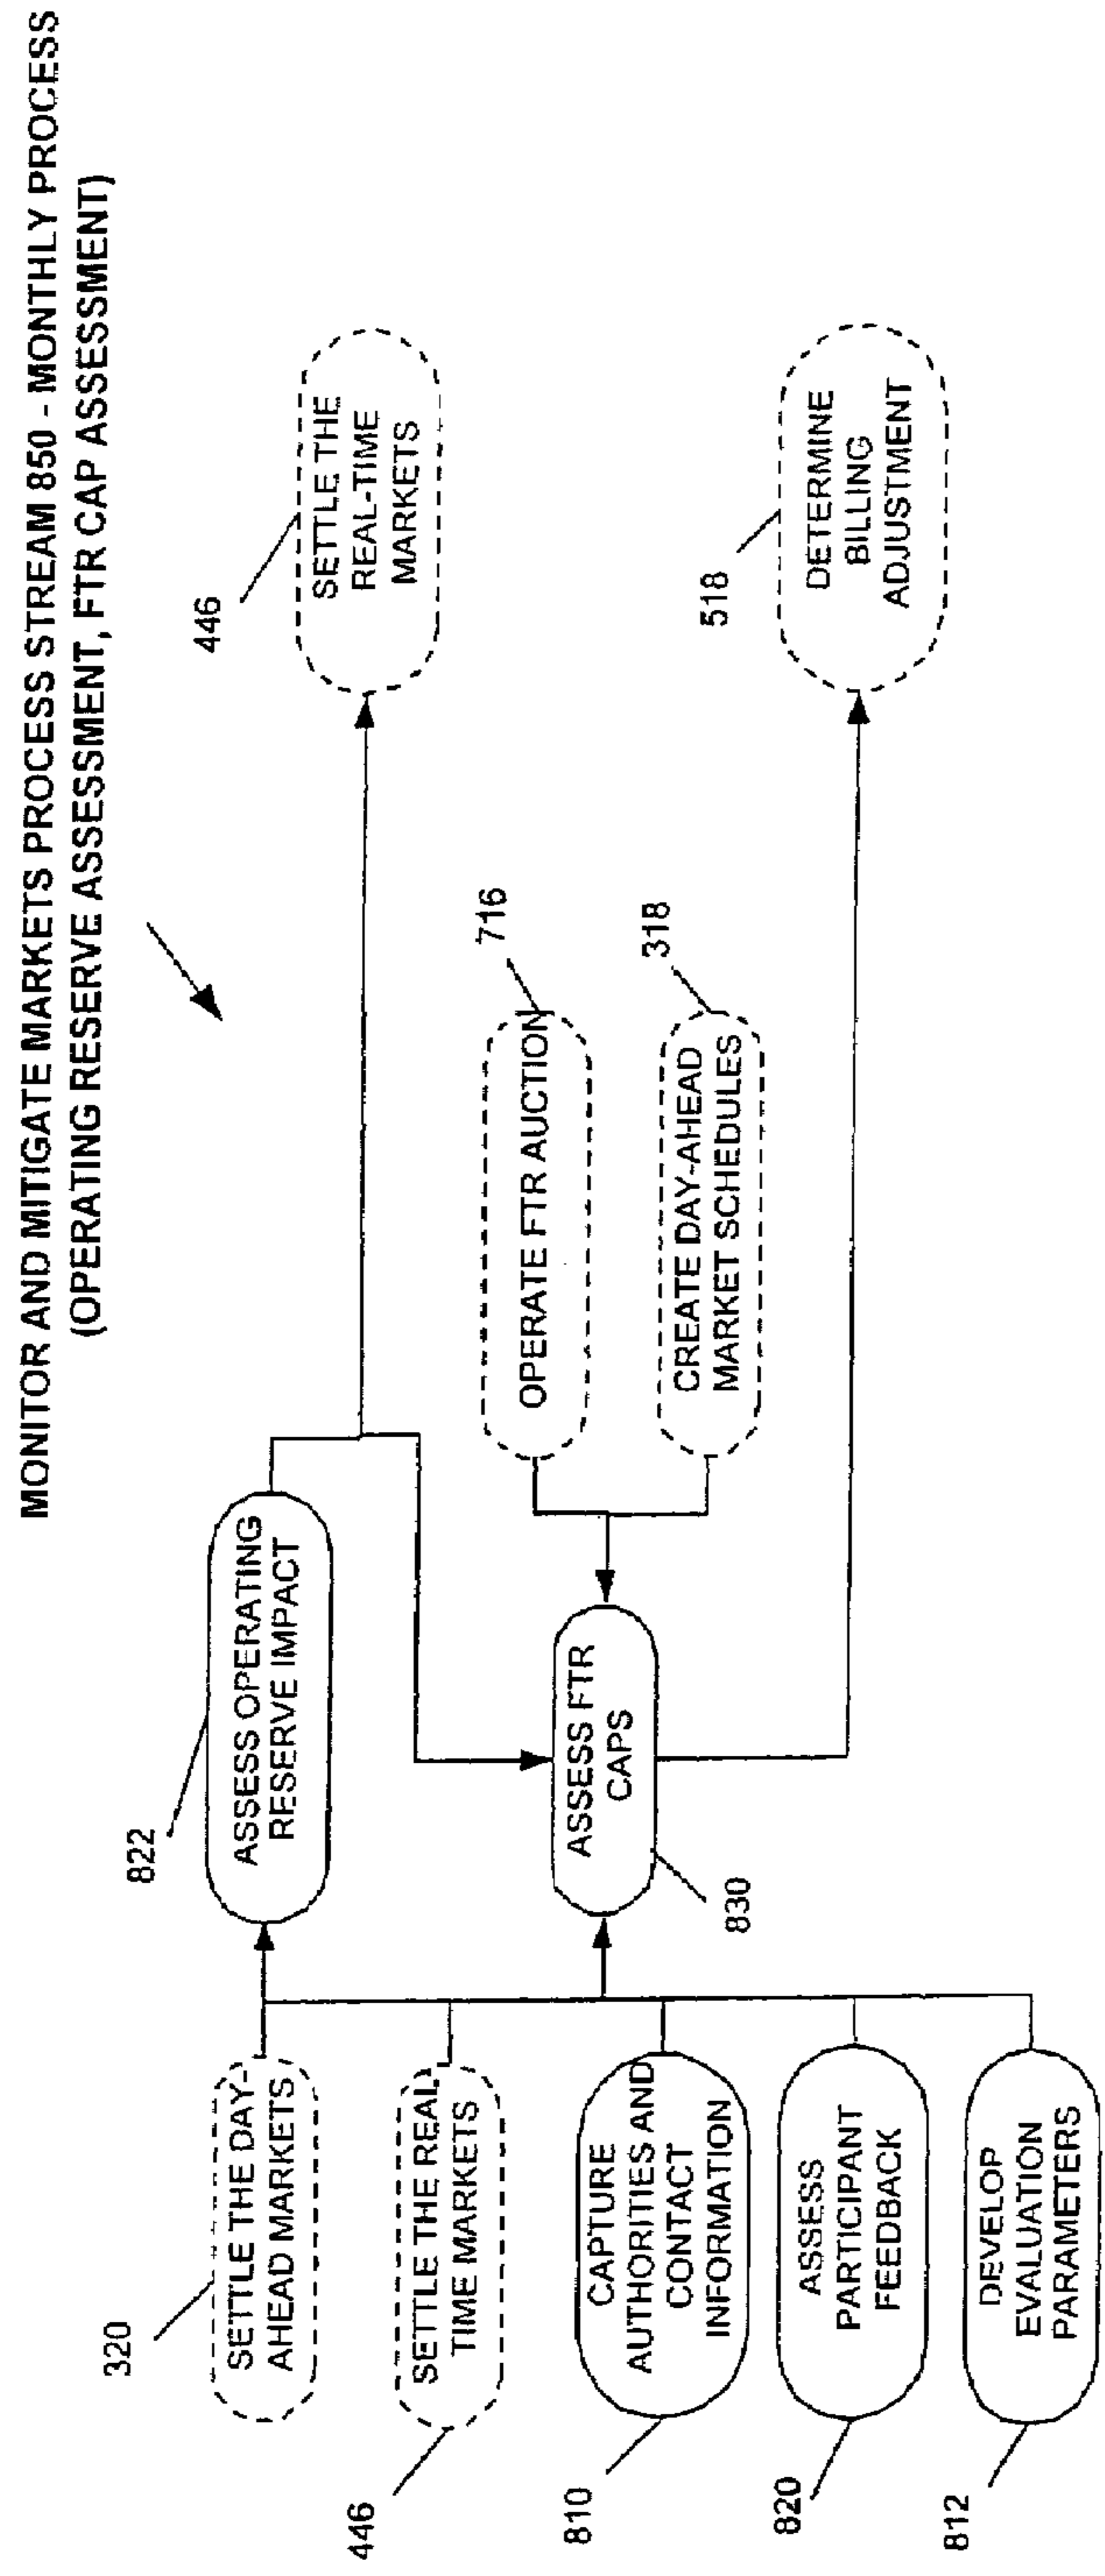 MONITOR AND MITIGATE MARKETS PROCESS STREAM 850 - MONTHLY PROCESS
(OPERATING RESERVE ASSESSMENT, FTR CAP ASSESSMENT)
320
SETTLE THE DAY-
AHEAD MARKETS
446
SETTLE THE REAL-
TIME MARKETS
810
CAPTURE
AUTHORITIES AND
CONTACT
INFORMATION
820
ASSESS
PARTICIPANT
FEEDBACK
812
DEVELOP
EVALUATION
PARAMETERS
822
ASSESS OPERATING
RESERVE IMPACT
830
ASSESS FTR
CAPS
716
OPERATE FTR AUCTION
318
CREATE DAY-AHEAD
MARKET SCHEDULES
446
SETTLE THE
REAL-TIME
MARKETS
518
DETERMINE
BILLING
ADJUSTMENT